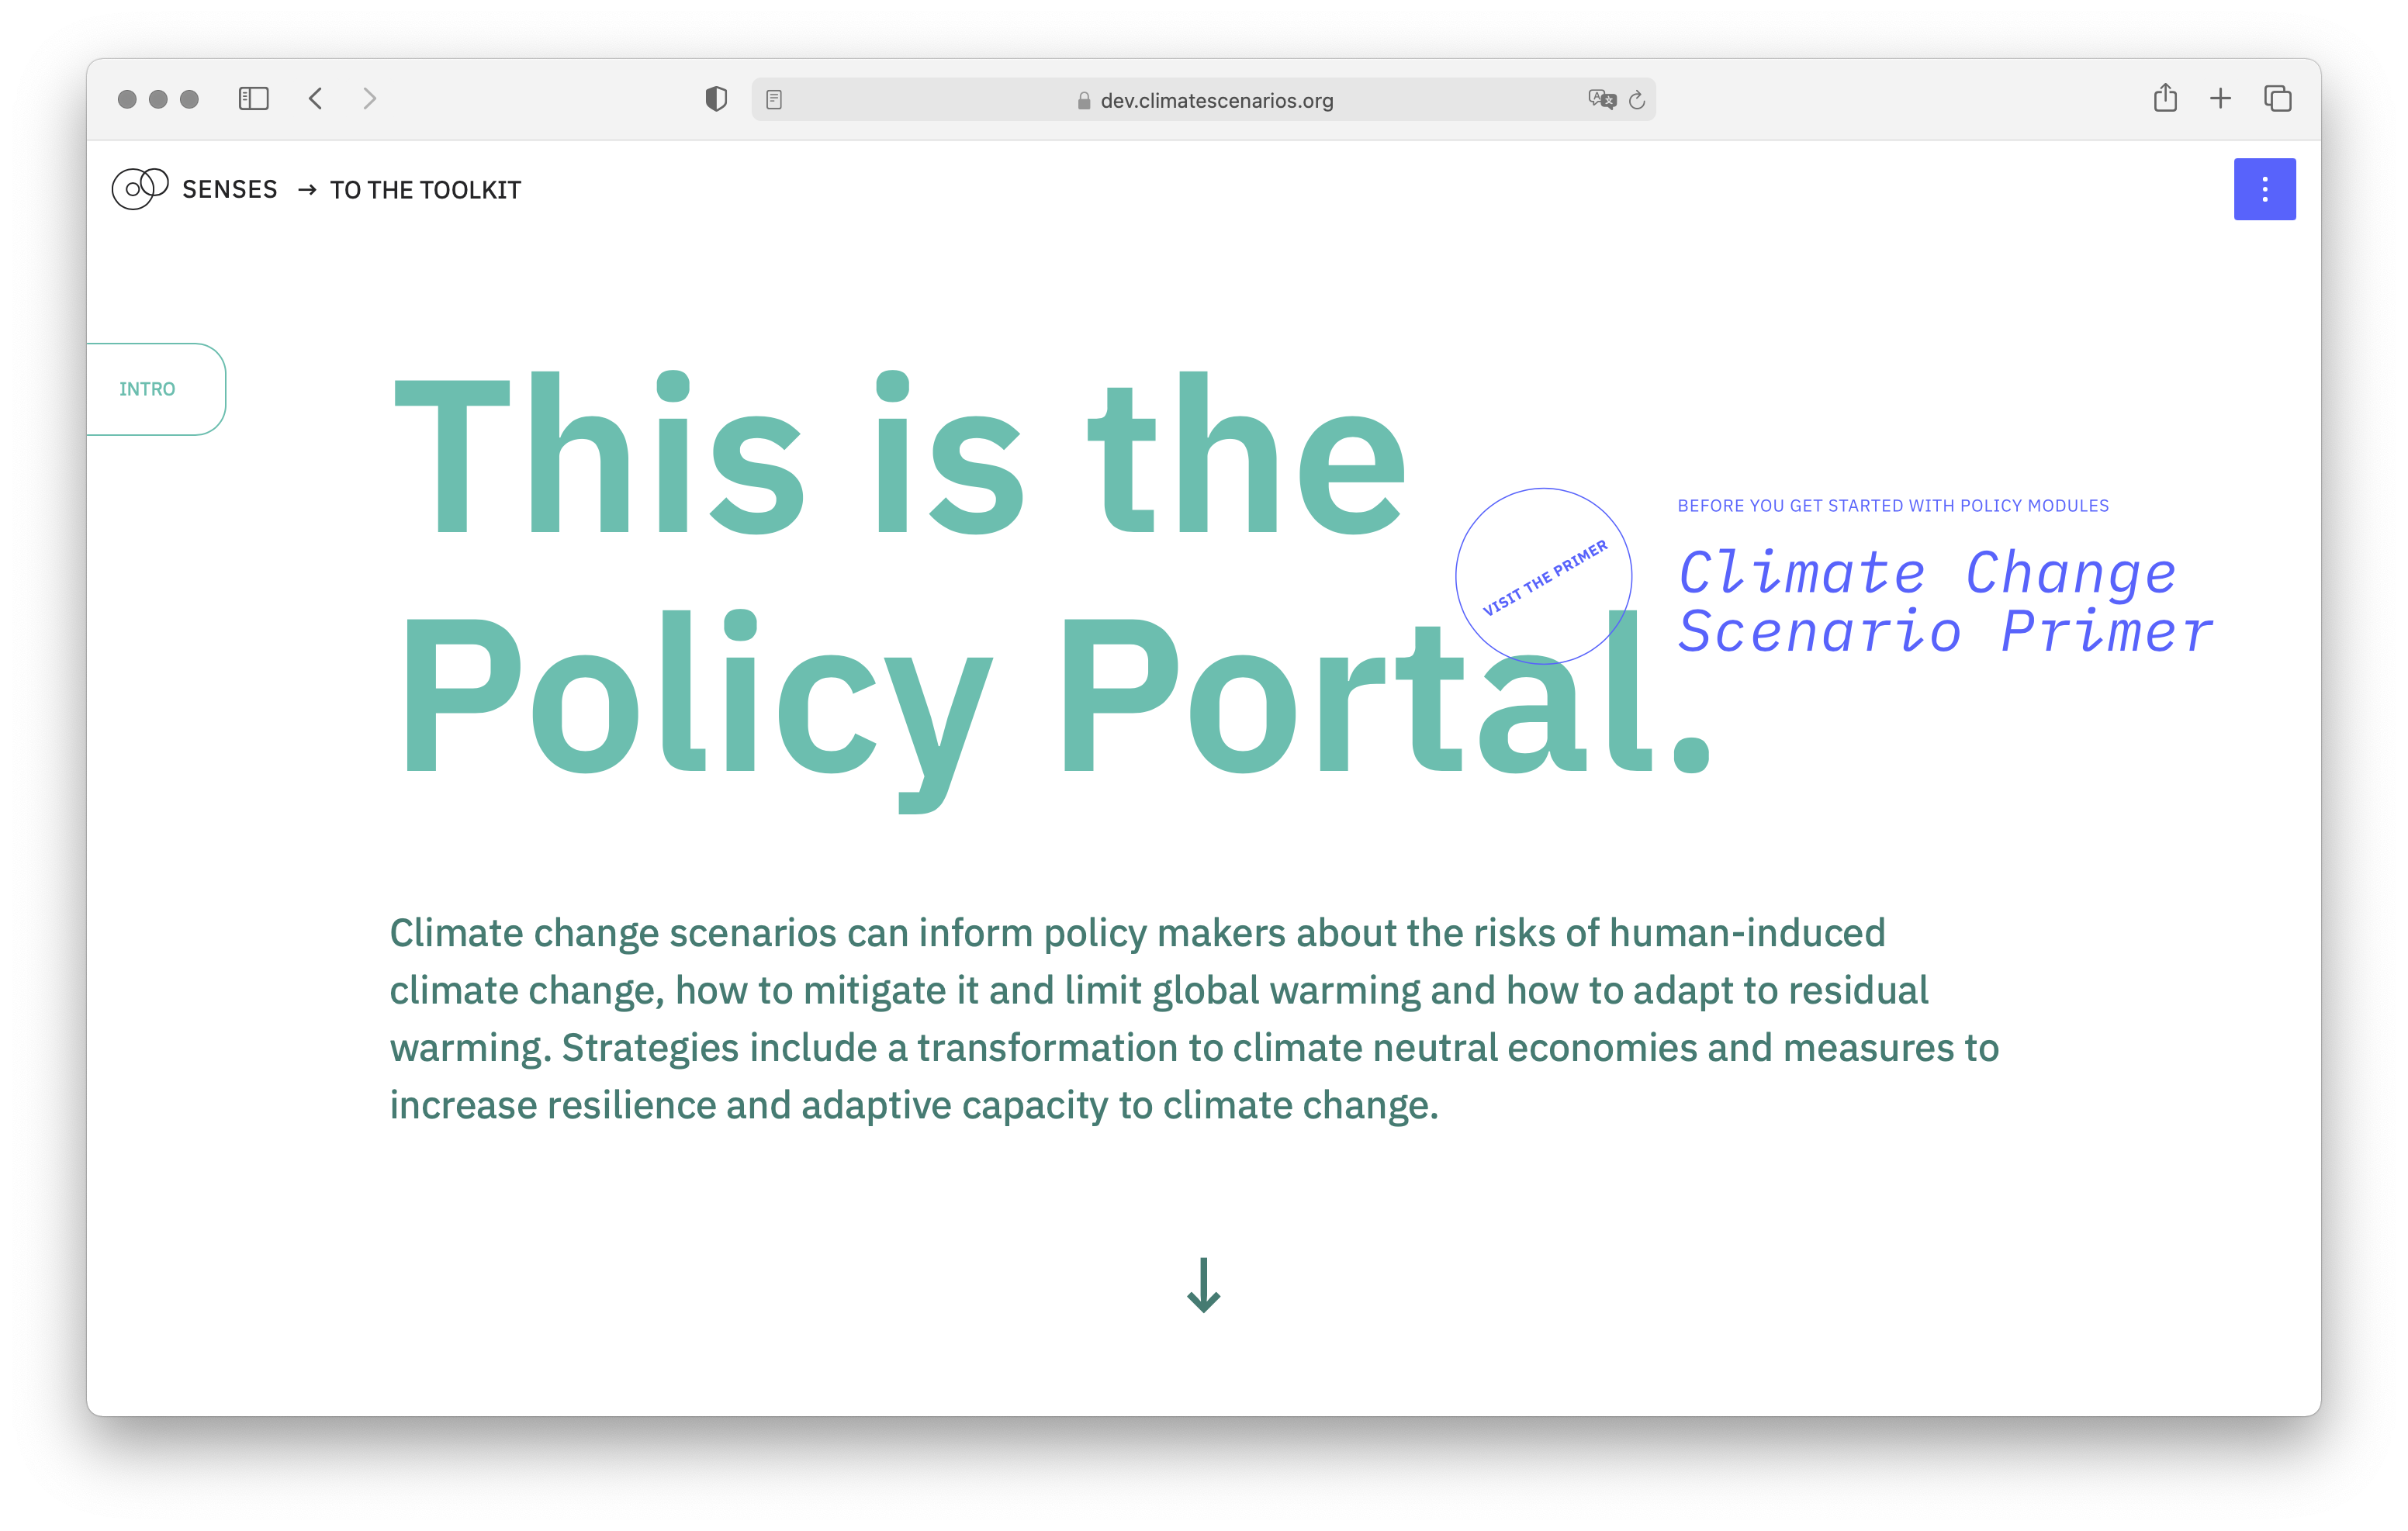 dev.climatescenarios.org
SENSES → TO THE TOOLKIT
INTRO
This is the
Policy Portal.
VISIT THE PRIMER
BEFORE YOU GET STARTED WITH POLICY MODULES
Climate Change
Scenario Primer
Climate change scenarios can inform policy makers about the risks of human-induced
climate change, how to mitigate it and limit global warming and how to adapt to residual
warming. Strategies include a transformation to climate neutral economies and measures to
increase resilience and adaptive capacity to climate change.